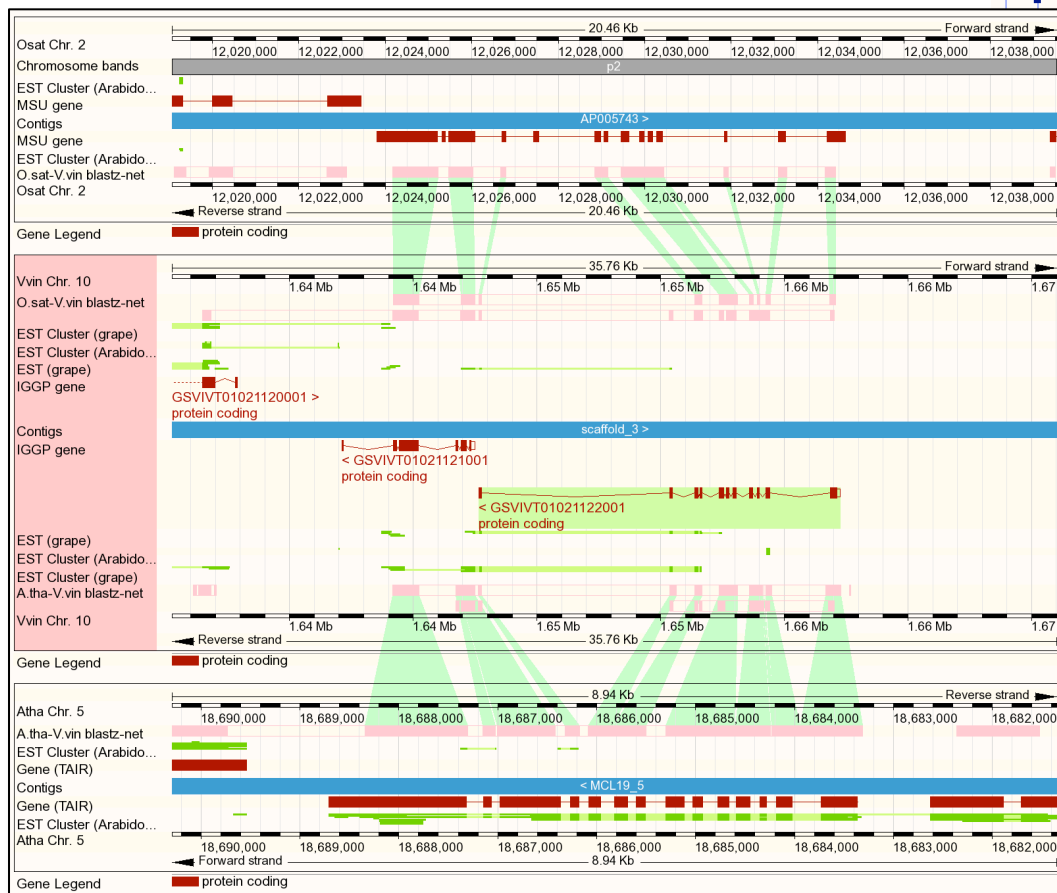 20.46 Kb Forward strand
Osat Chr. 2
12,020,000 12,022,000 12,024,000 12,026,000 12,028,000 12,030,000 12,032,000 12,034,000 12,036,000 12,038,000
Chromosome bands p2
EST Cluster (Arabido...
MSU gene
Contigs AP005743 >
MSU gene
EST Cluster (Arabido...
O.sat-V.vin blastz-net
Osat Chr. 2
12,020,000 12,022,000 12,024,000 12,026,000 12,028,000 12,030,000 12,032,000 12,034,000 12,036,000 12,038,000
Reverse strand 20.46 Kb
Gene Legend protein coding
35.76 Kb Forward strand
Vvin Chr. 10
1.64 Mb 1.64 Mb 1.65 Mb 1.65 Mb 1.66 Mb 1.66 Mb 1.67
O.sat-V.vin blastz-net
EST Cluster (grape)
EST Cluster (Arabido...
EST (grape)
IGGP gene
GSVIVT01021120001 >
protein coding
Contigs scaffold_3 >
IGGP gene
< GSVIVT01021121001
protein coding
< GSVIVT01021122001
protein coding
EST (grape)
EST Cluster (Arabido...
EST Cluster (grape)
A.tha-V.vin blastz-net
Vvin Chr. 10
1.64 Mb 1.64 Mb 1.65 Mb 1.65 Mb 1.66 Mb 1.66 Mb 1.67
Reverse strand 35.76 Kb
Gene Legend protein coding
8.94 Kb Reverse strand
Atha Chr. 5
18,690,000 18,689,000 18,688,000 18,687,000 18,686,000 18,685,000 18,684,000 18,683,000 18,682,000
A.tha-V.vin blastz-net
EST Cluster (Arabido...
Gene (TAIR)
Contigs < MCL19_5
Gene (TAIR)
EST Cluster (Arabido...
Atha Chr. 5
18,690,000 18,689,000 18,688,000 18,687,000 18,686,000 18,685,000 18,684,000 18,683,000 18,682,000
Forward strand 8.94 Kb
Gene Legend protein coding